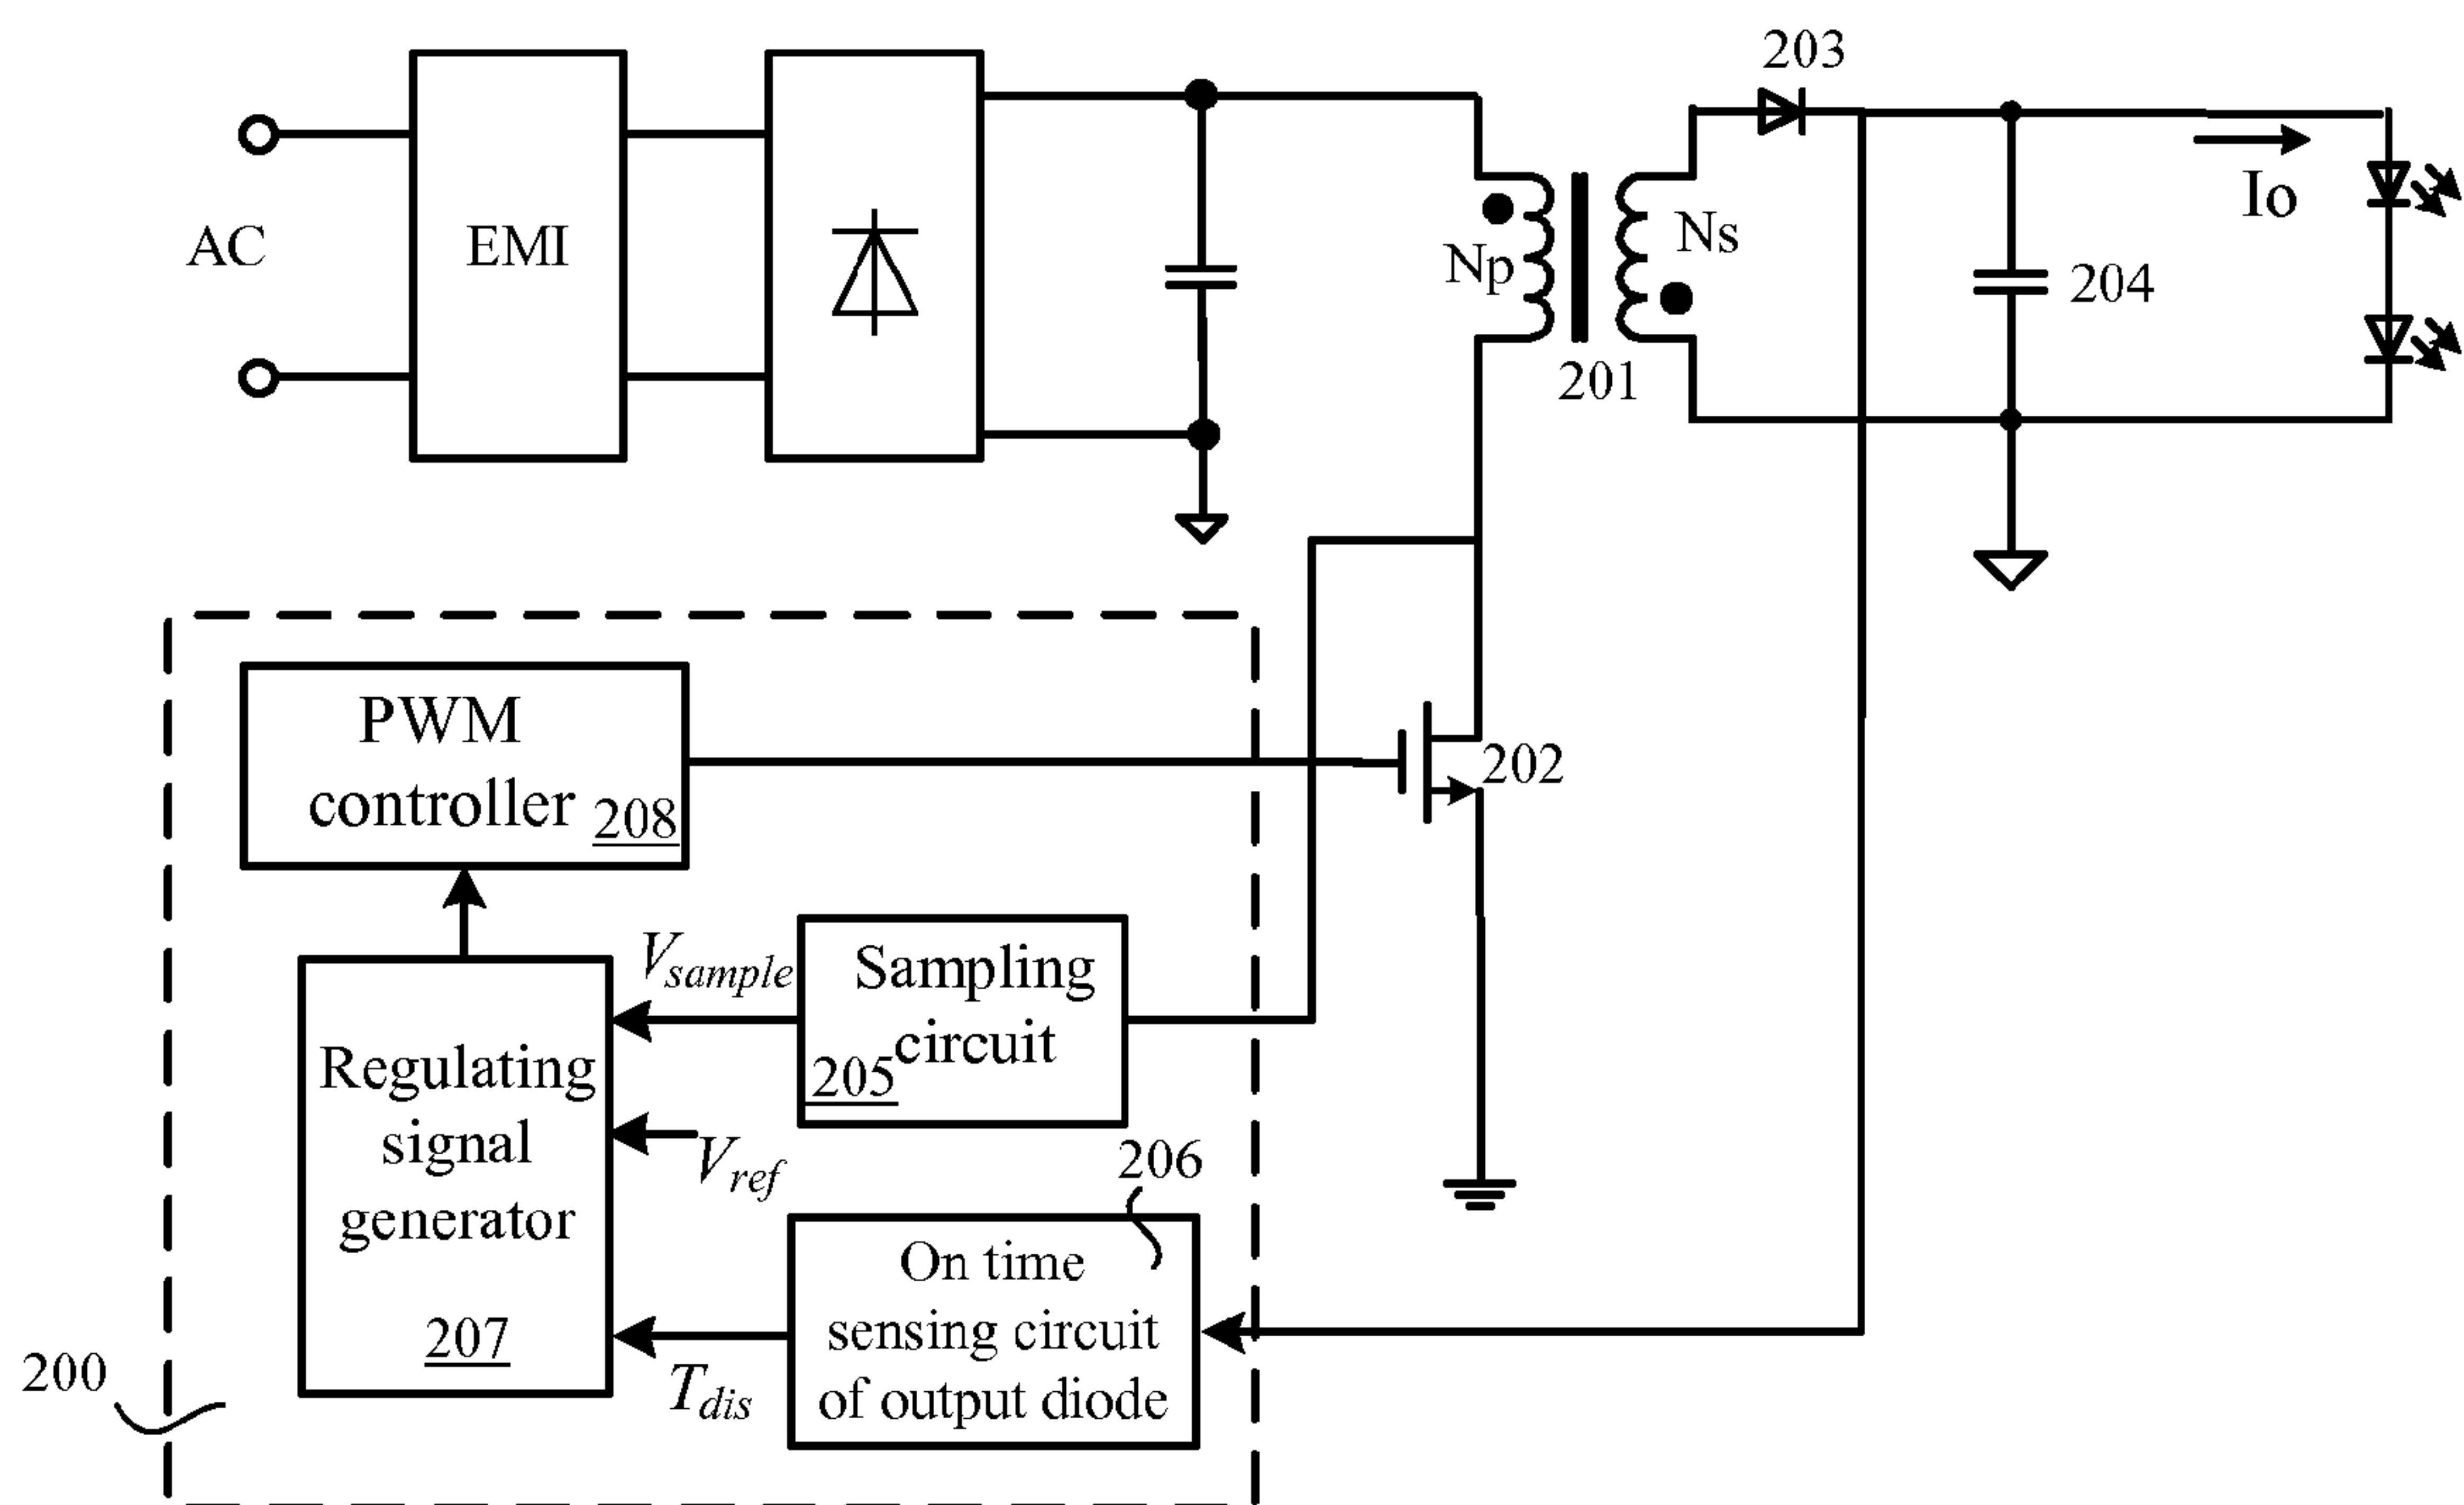 203
AC
EMI
Np
Ns
Io
204
201
PWM
controller 208
202
Vsample
Sampling
circuit
205
Regulating
signal
generator
207
Vref
206
On time
sensing circuit
of output diode
Tdis
200